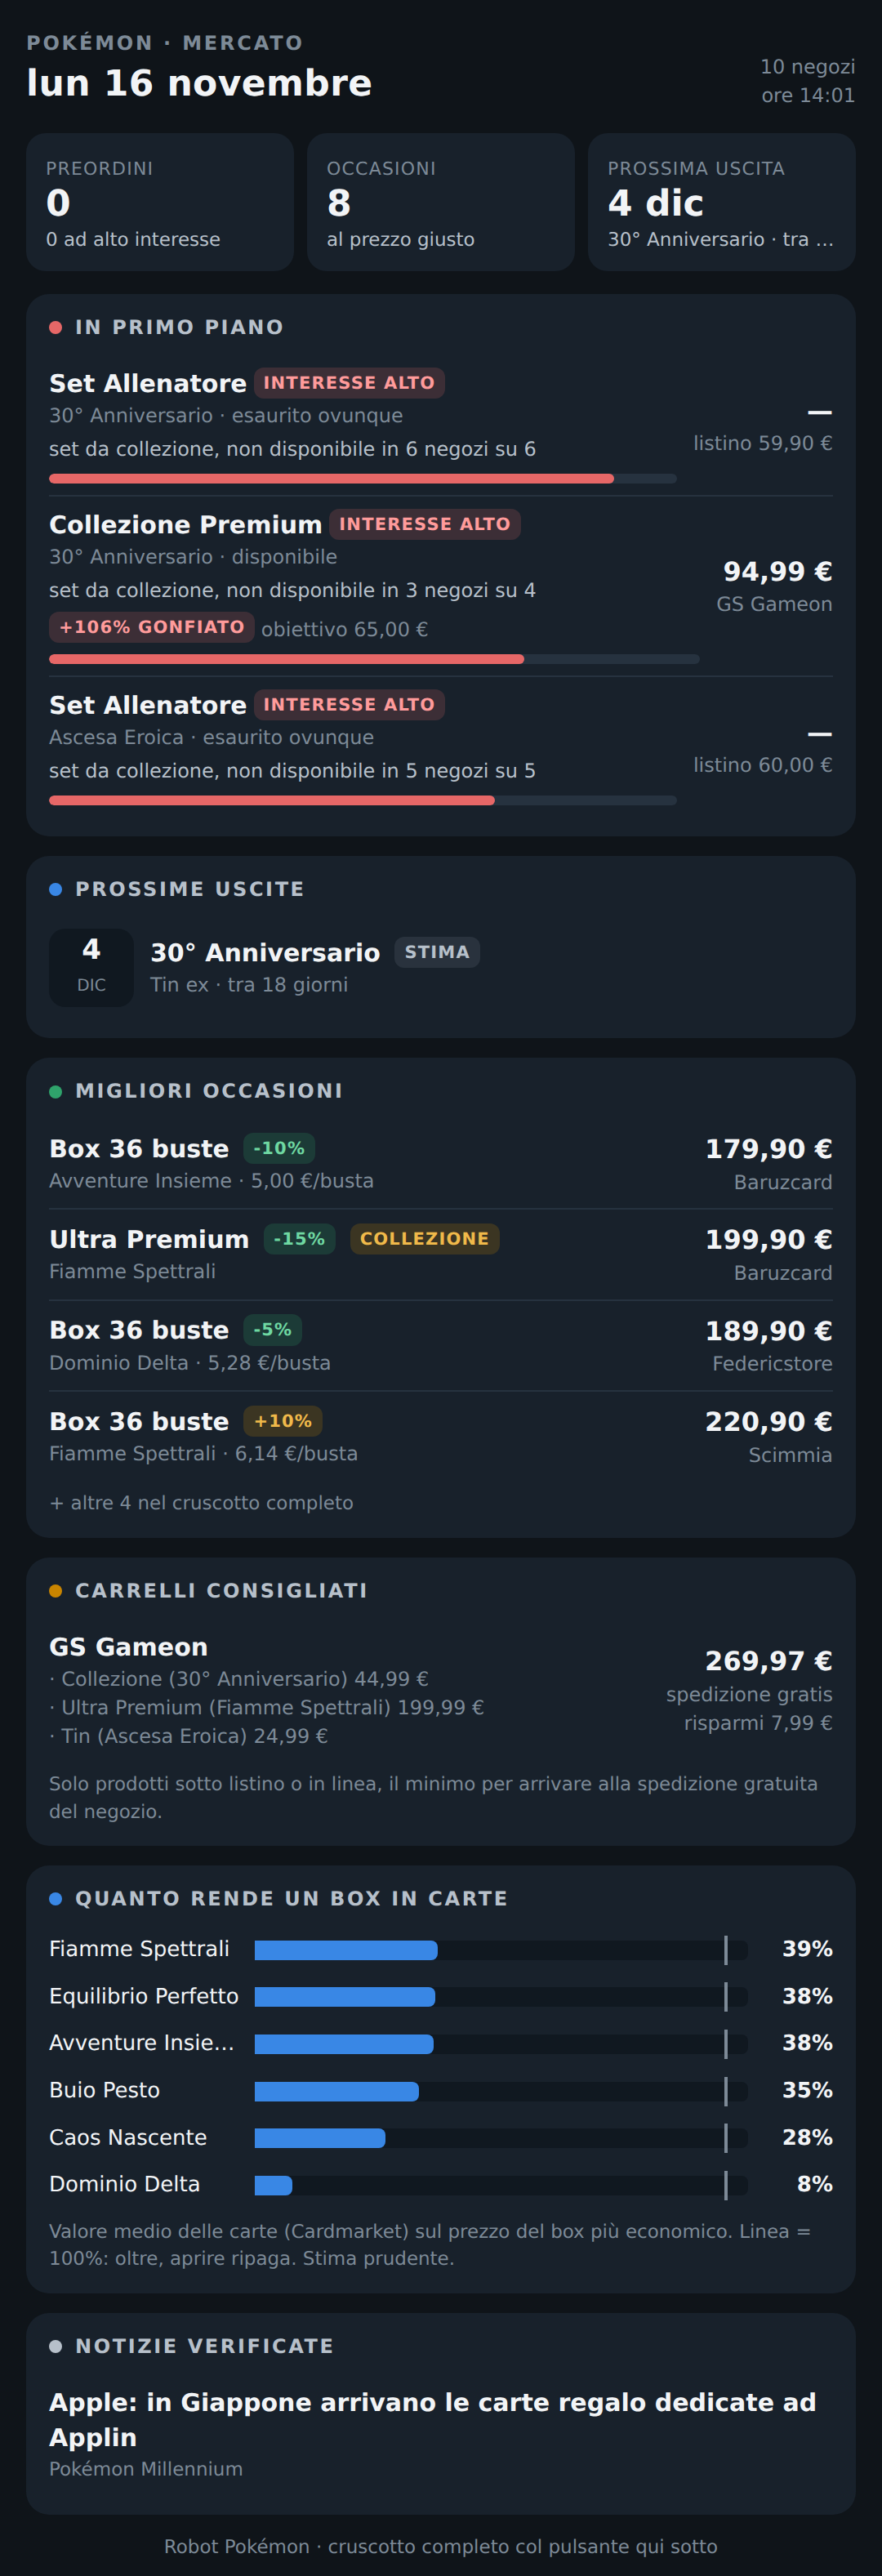 POKÉMON · MERCATO
lun 16 novembre
10 negozi
ore 14:01
PREORDINI
0
0 ad alto interesse
OCCASIONI
8
al prezzo giusto
PROSSIMA USCITA
4 dic
30° Anniversario · tra …
IN PRIMO PIANO
Set Allenatore INTERESSE ALTO
30° Anniversario · esaurito ovunque
set da collezione, non disponibile in 6 negozi su 6
—
listino 59,90 €
Collezione Premium INTERESSE ALTO
30° Anniversario · disponibile
set da collezione, non disponibile in 3 negozi su 4
+106% GONFIATO obiettivo 65,00 €
94,99 €
GS Gameon
Set Allenatore INTERESSE ALTO
Ascesa Eroica · esaurito ovunque
set da collezione, non disponibile in 5 negozi su 5
—
listino 60,00 €
PROSSIME USCITE
4
DIC
30° Anniversario STIMA
Tin ex · tra 18 giorni
MIGLIORI OCCASIONI
Box 36 buste -10%
Avventure Insieme · 5,00 €/busta
179,90 €
Baruzcard
Ultra Premium -15% COLLEZIONE
Fiamme Spettrali
199,90 €
Baruzcard
Box 36 buste -5%
Dominio Delta · 5,28 €/busta
189,90 €
Federicstore
Box 36 buste +10%
Fiamme Spettrali · 6,14 €/busta
220,90 €
Scimmia
+ altre 4 nel cruscotto completo
CARRELLI CONSIGLIATI
GS Gameon
· Collezione (30° Anniversario) 44,99 €
· Ultra Premium (Fiamme Spettrali) 199,99 €
· Tin (Ascesa Eroica) 24,99 €
269,97 €
spedizione gratis
risparmi 7,99 €
Solo prodotti sotto listino o in linea, il minimo per arrivare alla spedizione gratuita
del negozio.
QUANTO RENDE UN BOX IN CARTE
Fiamme Spettrali 39%
Equilibrio Perfetto 38%
Avventure Insie… 38%
Buio Pesto 35%
Caos Nascente 28%
Dominio Delta 8%
Valore medio delle carte (Cardmarket) sul prezzo del box più economico. Linea =
100%: oltre, aprire ripaga. Stima prudente.
NOTIZIE VERIFICATE
Apple: in Giappone arrivano le carte regalo dedicate ad
Applin
Pokémon Millennium
Robot Pokémon · cruscotto completo col pulsante qui sotto